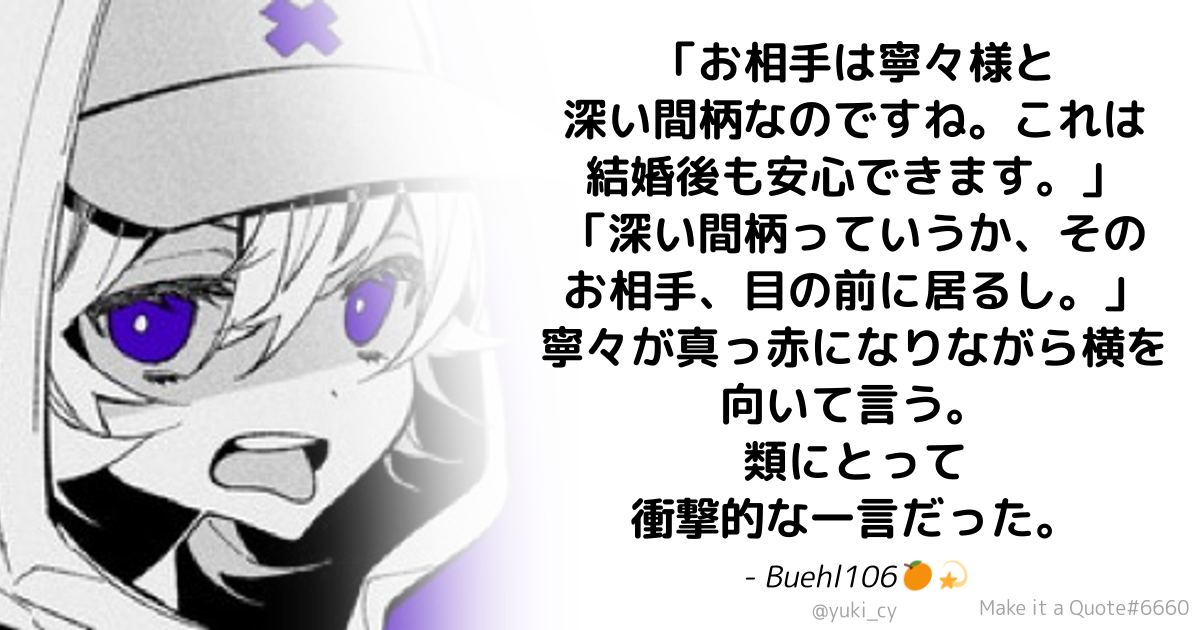 「お相手は寧々様と
深い間柄なのですね。これは
結婚後も安心できます。」
「深い間柄っていうか、その
お相手、目の前に居るし。」
寧々が真っ赤になりながら横を
向いて言う。
類にとって
衝撃的な一言だった。
- Buehl106🍊💫
@yuki_cy
Make it a Quote#6660